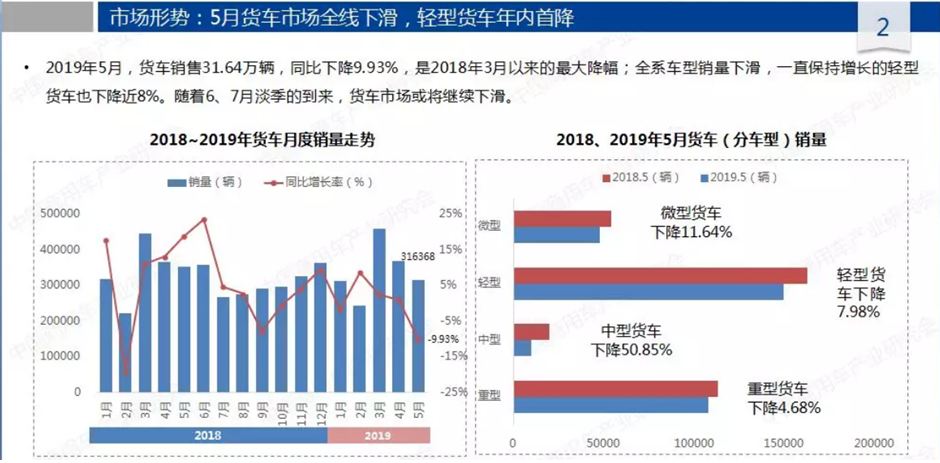 市场形势：5月货车市场全线下滑，轻型货车年内首降
2
• 2019年5月，货车销售31.64万辆，同比下降9.93%，是2018年3月以来的最大降幅；全系车型销量下滑，一直保持增长的轻型
货车也下降近8%。随着6、7月淡季的到来，货车市场或将继续下滑。
2018~2019年货车月度销量走势
销量（辆） 同比增长率（%）
500000
400000
300000
200000
100000
0
25%
15%
5%
-5%
-15%
-25%
316368
-9.93%
1月 2月 3月 4月 5月 6月 7月 8月 9月 10月 11月 12月 1月 2月 3月 4月 5月
2018 2019
2018、2019年5月货车（分车型）销量
2018.5（辆） 2019.5（辆）
微型
微型货车
下降11.64%
轻型
轻型货
车下降
7.98%
中型
中型货车
下降50.85%
重型
重型货车
下降4.68%
0 50000 100000 150000 200000